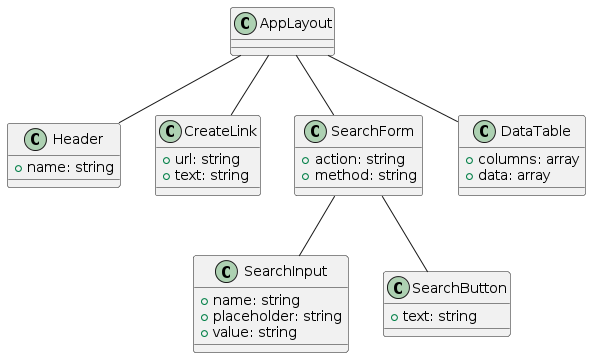 C AppLayout
C Header
+ name: string
C CreateLink
url: string
text: string
C SearchForm
action: string
method: string
C DataTable
columns: array
data: array
C SearchInput
name: string
placeholder: string
value: string
C SearchButton
text: string